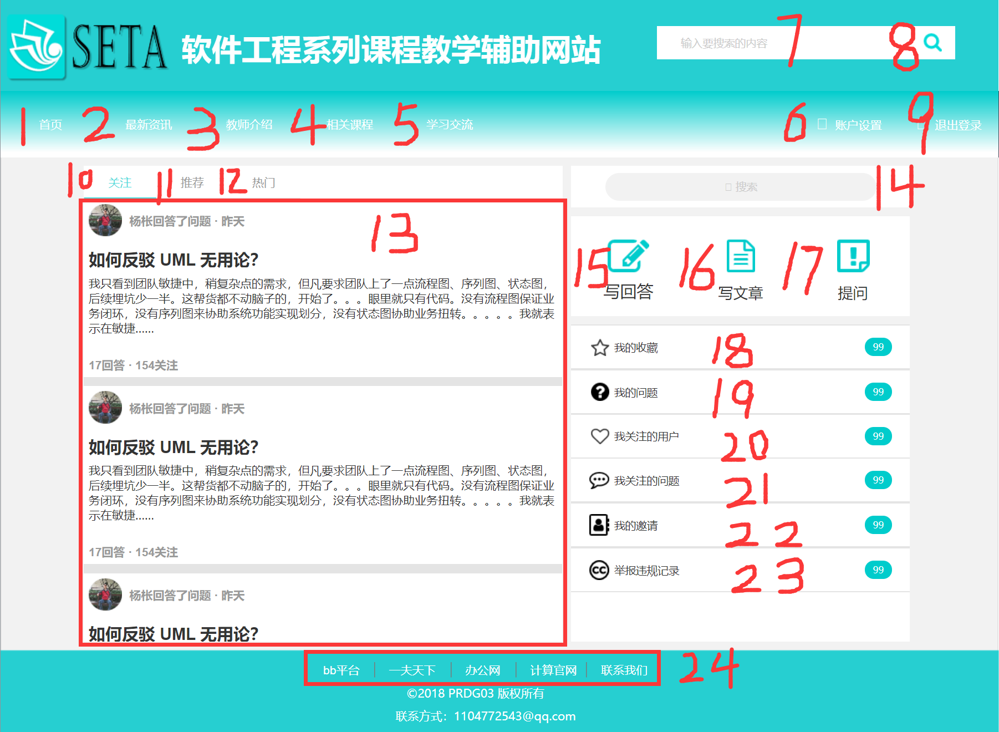 SETA 软件工程系列课程教学辅助网站
输入要搜索的内容 7 8
1 首页 2 最新资讯 3 教师介绍 4 相关课程 5 学习交流 6 账户设置 9 退出登录
10 关注 11 推荐 12 热门
13
杨枨回答了问题 · 昨天
如何反驳 UML 无用论?
我只看到团队敏捷中，稍复杂点的需求，但凡要求团队上了一点流程图、序列图、状态图，
后续埋坑少一半。这帮货都不动脑子的，开始了。。。眼里就只有代码。没有流程图保证业
务闭环，没有序列图来协助系统功能实现划分，没有状态图协助业务扭转。。。。。我就表
示在敏捷......
17回答 · 154关注
杨枨回答了问题 · 昨天
如何反驳 UML 无用论?
我只看到团队敏捷中，稍复杂点的需求，但凡要求团队上了一点流程图、序列图、状态图，
后续埋坑少一半。这帮货都不动脑子的，开始了。。。眼里就只有代码。没有流程图保证业
务闭环，没有序列图来协助系统功能实现划分，没有状态图协助业务扭转。。。。。我就表
示在敏捷......
17回答 · 154关注
杨枨回答了问题 · 昨天
如何反驳 UML 无用论?
搜索 14
15 写回答 16 写文章 17 提问
我的收藏 18 99
我的问题 19 99
我关注的用户 20 99
我关注的问题 21 99
我的邀请 22 99
举报违规记录 23 99
bb平台 一夫天下 办公网 计算官网 联系我们 24
©2018 PRDG03 版权所有
联系方式：1104772543@qq.com